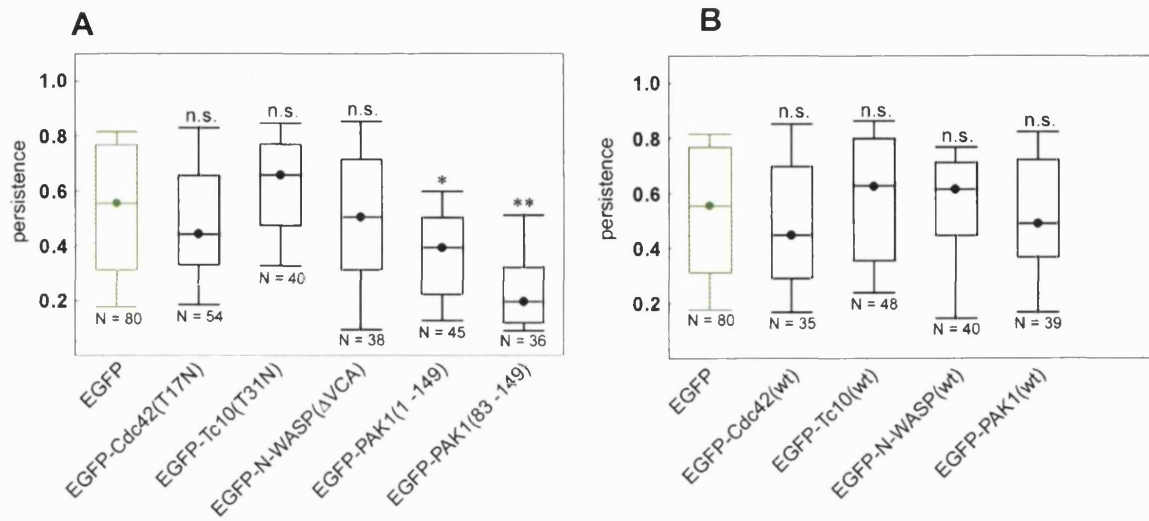 A
persistence
1.0
0.8
0.6
0.4
0.2
n.s.
n.s.
n.s.
*
**
N = 80
N = 54
N = 40
N = 38
N = 45
N = 36
EGFP
EGFP-Cdc42(T17N)
EGFP-Tc10(T31N)
EGFP-N-WASP(ΔVCA)
EGFP-PAK1(1 -149)
EGFP-PAK1(83 -149)
B
persistence
1.0
0.8
0.6
0.4
0.2
n.s.
n.s.
n.s.
n.s.
N = 80
N = 35
N = 48
N = 40
N = 39
EGFP
EGFP-Cdc42(wt)
EGFP-Tc10(wt)
EGFP-N-WASP(wt)
EGFP-PAK1(wt)